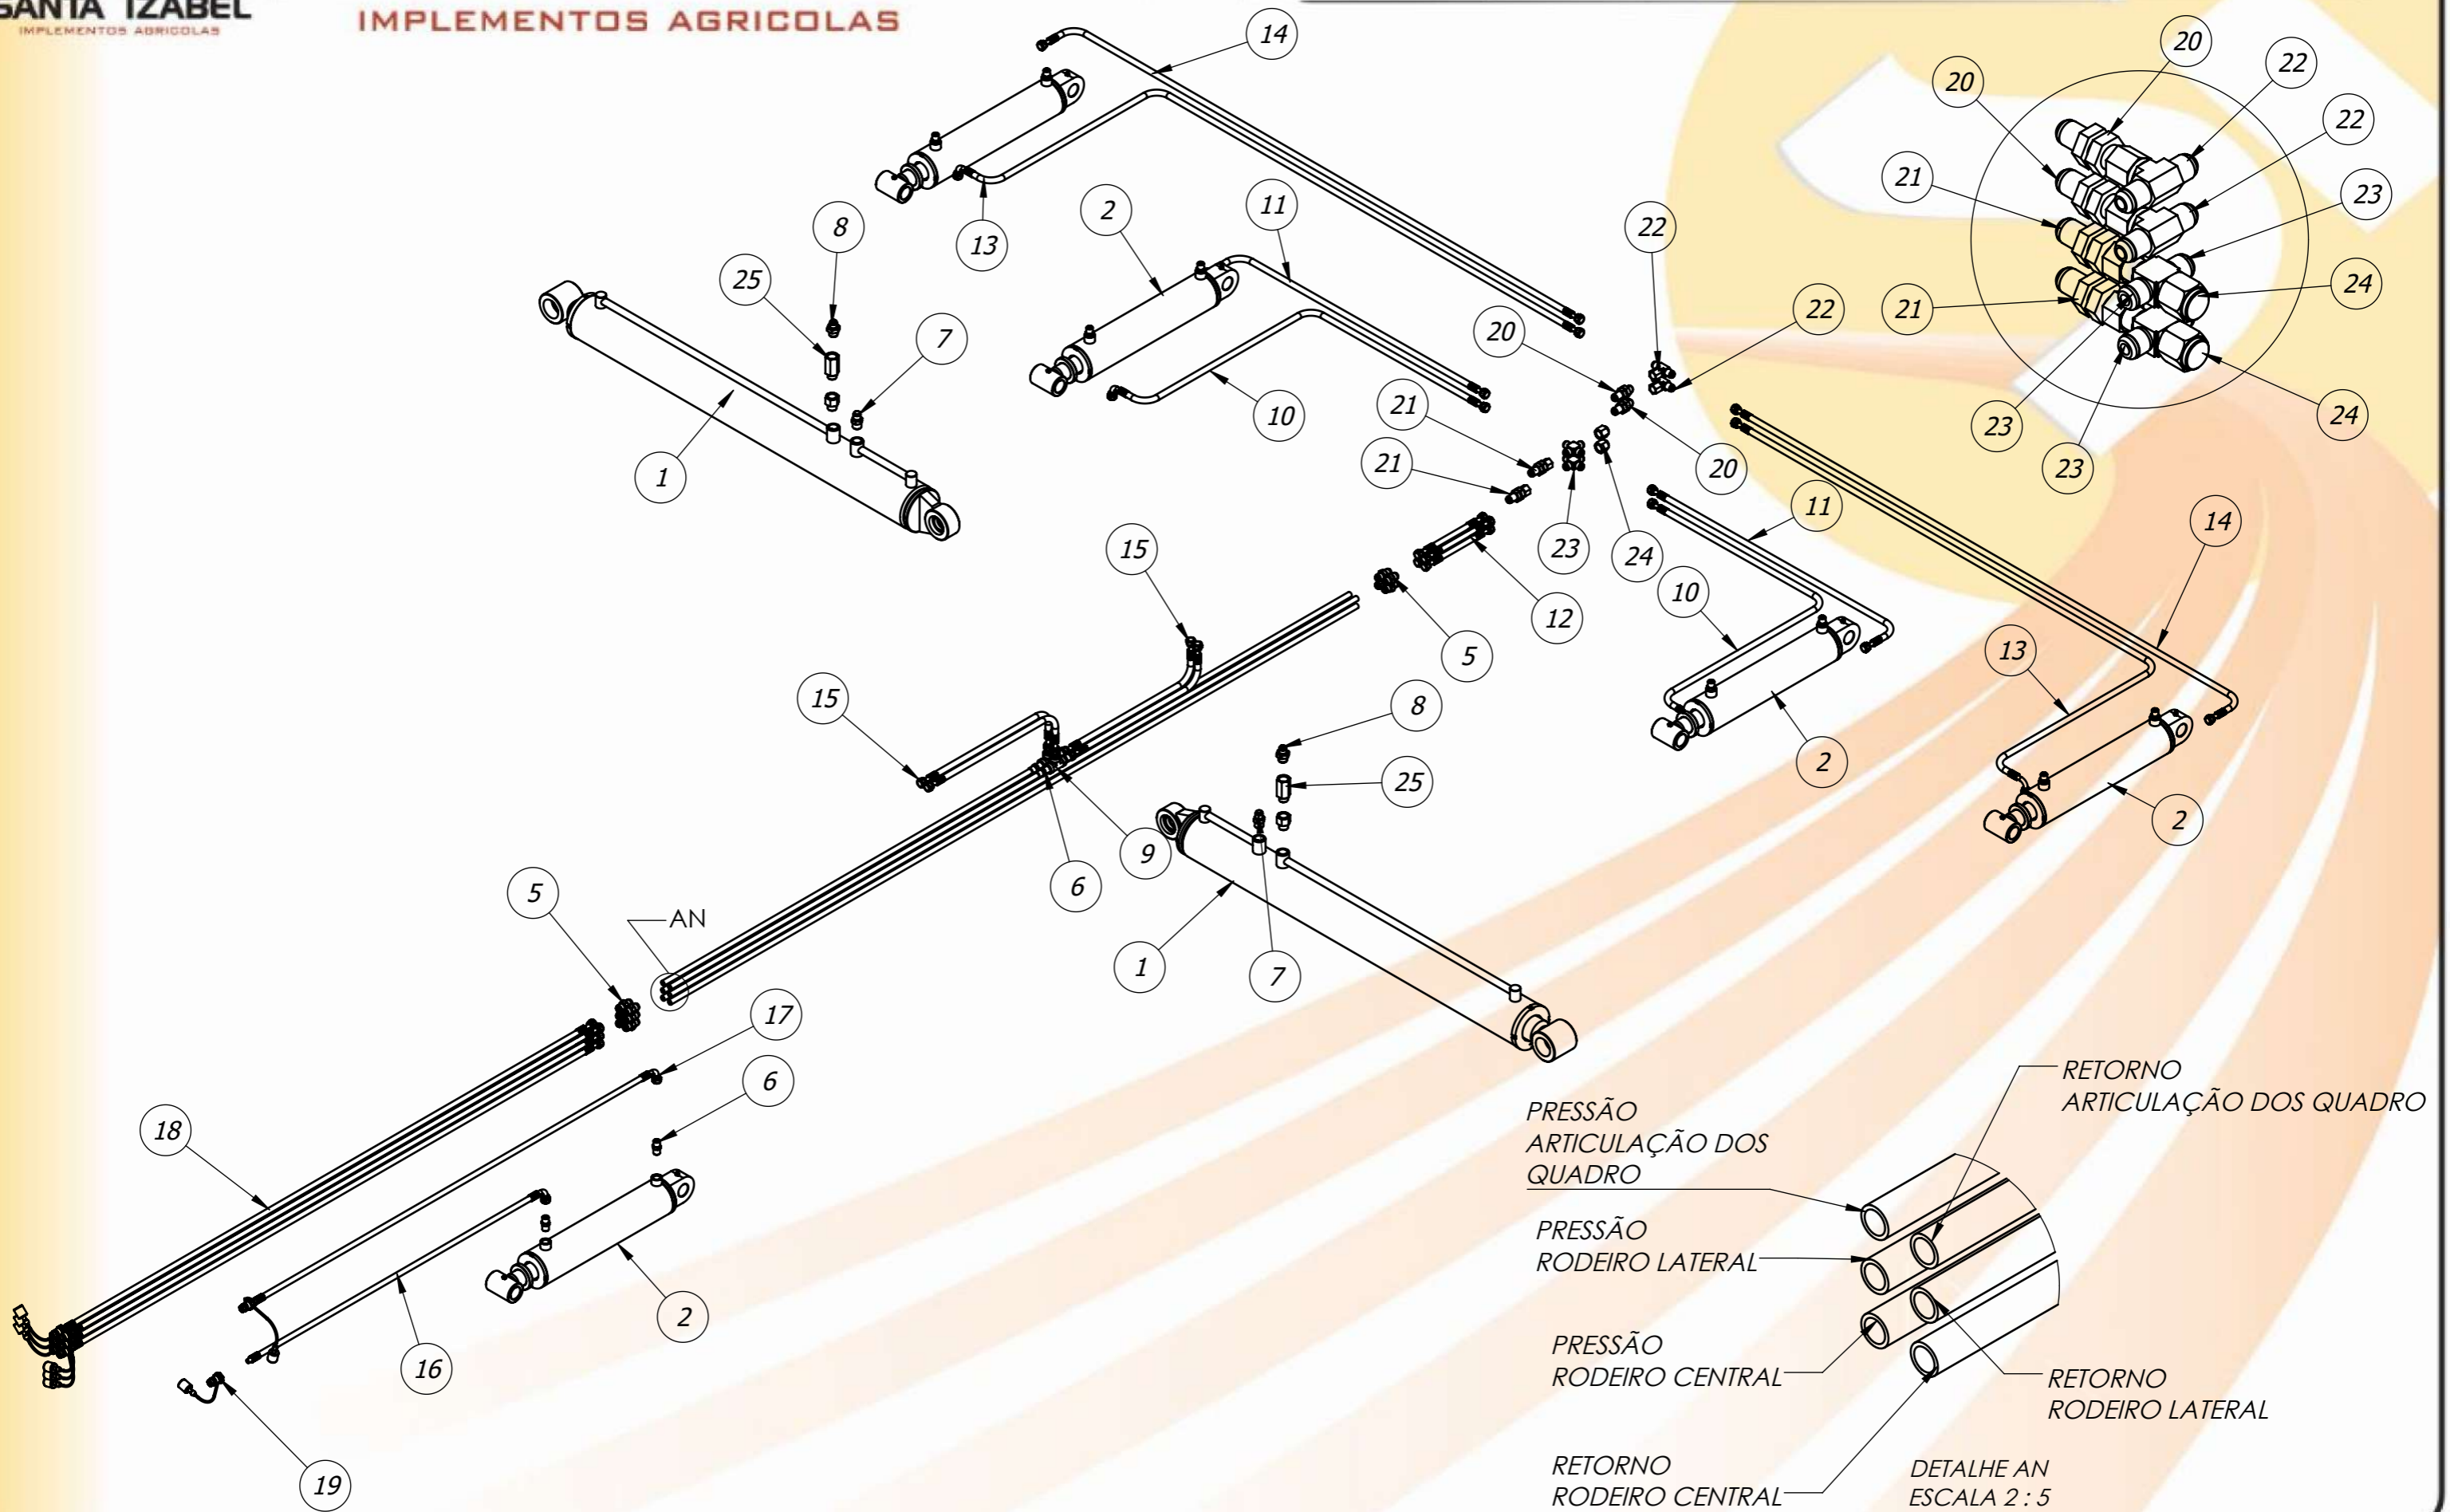 SANTA IZABEL
IMPLEMENTOS AGRICOLAS
IMPLEMENTOS AGRICOLAS
14
20
20
22
22
21
23
21
24
23
23
24
8
2
11
13
22
25
7
20
22
21
10
1
21
20
11
15
23
24
14
12
10
5
13
15
8
2
25
9
6
2
5
AN
1
7
17
6
18
16
2
19
PRESSÃO
ARTICULAÇÃO DOS
QUADRO
RETORNO
ARTICULAÇÃO DOS QUADRO
PRESSÃO
RODEIRO LATERAL
PRESSÃO
RODEIRO CENTRAL
RETORNO
RODEIRO LATERAL
RETORNO
RODEIRO CENTRAL
DETALHE AN
ESCALA 2 : 5